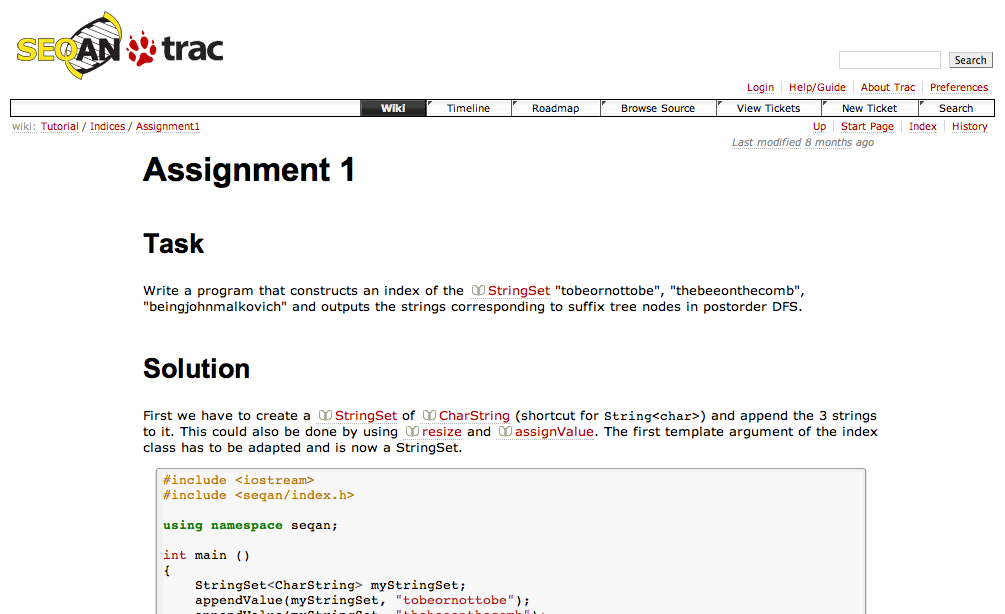 SEQAN trac
Search
Login Help/Guide About Trac Preferences
Wiki Timeline Roadmap Browse Source View Tickets New Ticket Search
wiki: Tutorial / Indices / Assignment1 Up Start Page Index History
Last modified 8 months ago
Assignment 1
Task
Write a program that constructs an index of the StringSet "tobeornottobe", "thebeeonthecomb",
"beingjohnmalkovich" and outputs the strings corresponding to suffix tree nodes in postorder DFS.
Solution
First we have to create a StringSet of CharString (shortcut for String<char>) and append the 3 strings
to it. This could also be done by using resize and assignValue. The first template argument of the index
class has to be adapted and is now a StringSet.
#include <iostream>
#include <seqan/index.h>
using namespace seqan;
int main ()
{
StringSet<CharString> myStringSet;
appendValue(myStringSet, "tobeornottobe");
appendValue(myStringSet, "thebeeonthecomb");